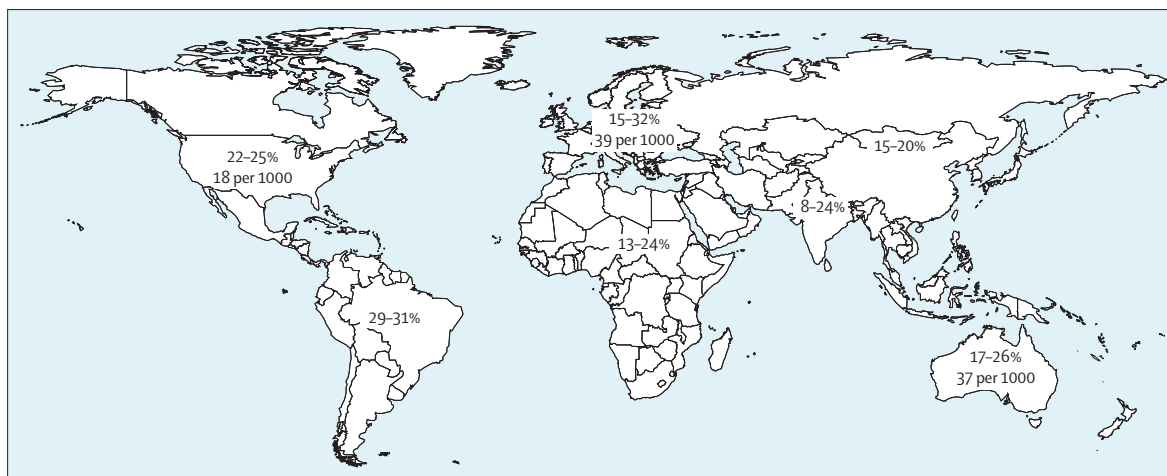 15–32%
39 per 1000
22–25%
18 per 1000
15–20%
8–24%
13–24%
29–31%
17–26%
37 per 1000